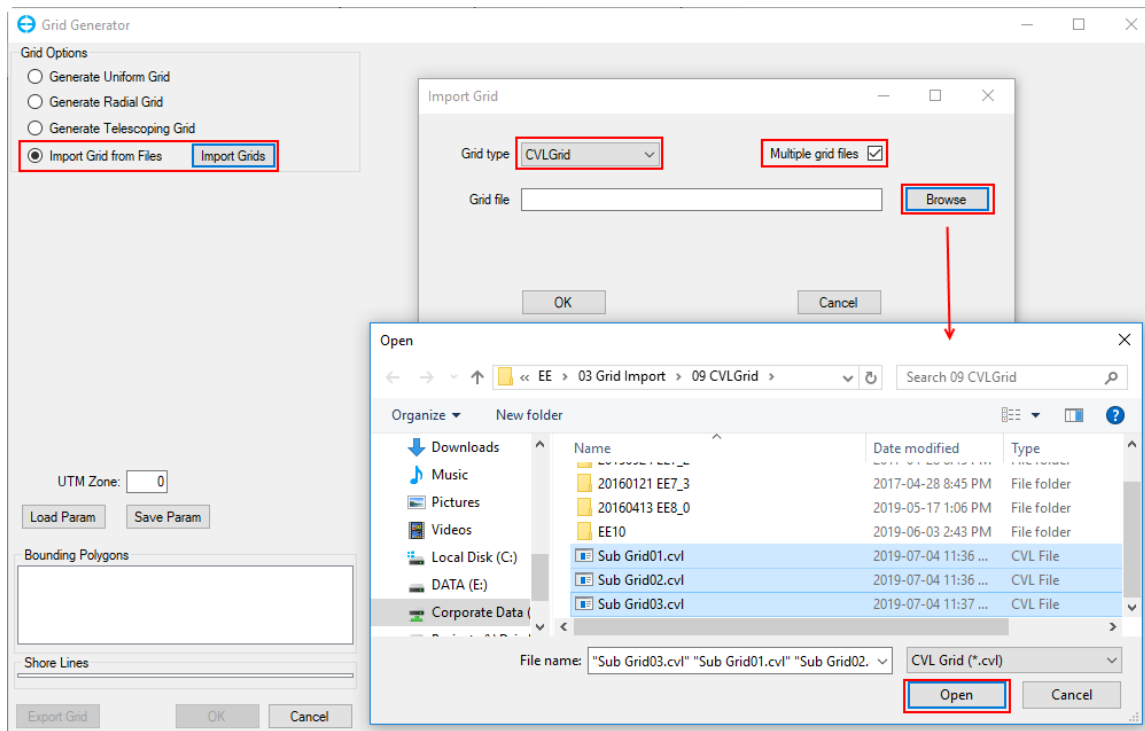 Grid Generator
Grid Options
Generate Uniform Grid
Generate Radial Grid
Generate Telescoping Grid
Import Grid from Files Import Grids
Import Grid
Grid type CVLGrid Multiple grid files
Grid file Browse
OK Cancel
Open
« EE > 03 Grid Import > 09 CVLGrid > Search 09 CVLGrid
Organize New folder
Downloads
Music
Pictures
Videos
Local Disk (C:)
DATA (E:)
Corporate Data (
Name Date modified Type
20160121 EE7_3 2017-04-28 8:45 PM File folder
20160413 EE8_0 2019-05-17 1:06 PM File folder
EE10 2019-06-03 2:43 PM File folder
Sub Grid01.cvl 2019-07-04 11:36 ... CVL File
Sub Grid02.cvl 2019-07-04 11:36 ... CVL File
Sub Grid03.cvl 2019-07-04 11:37 ... CVL File
File name: "Sub Grid03.cvl" "Sub Grid01.cvl" "Sub Grid02. CVL Grid (*.cvl)
Open Cancel
UTM Zone: 0
Load Param Save Param
Bounding Polygons
Shore Lines
Export Grid OK Cancel